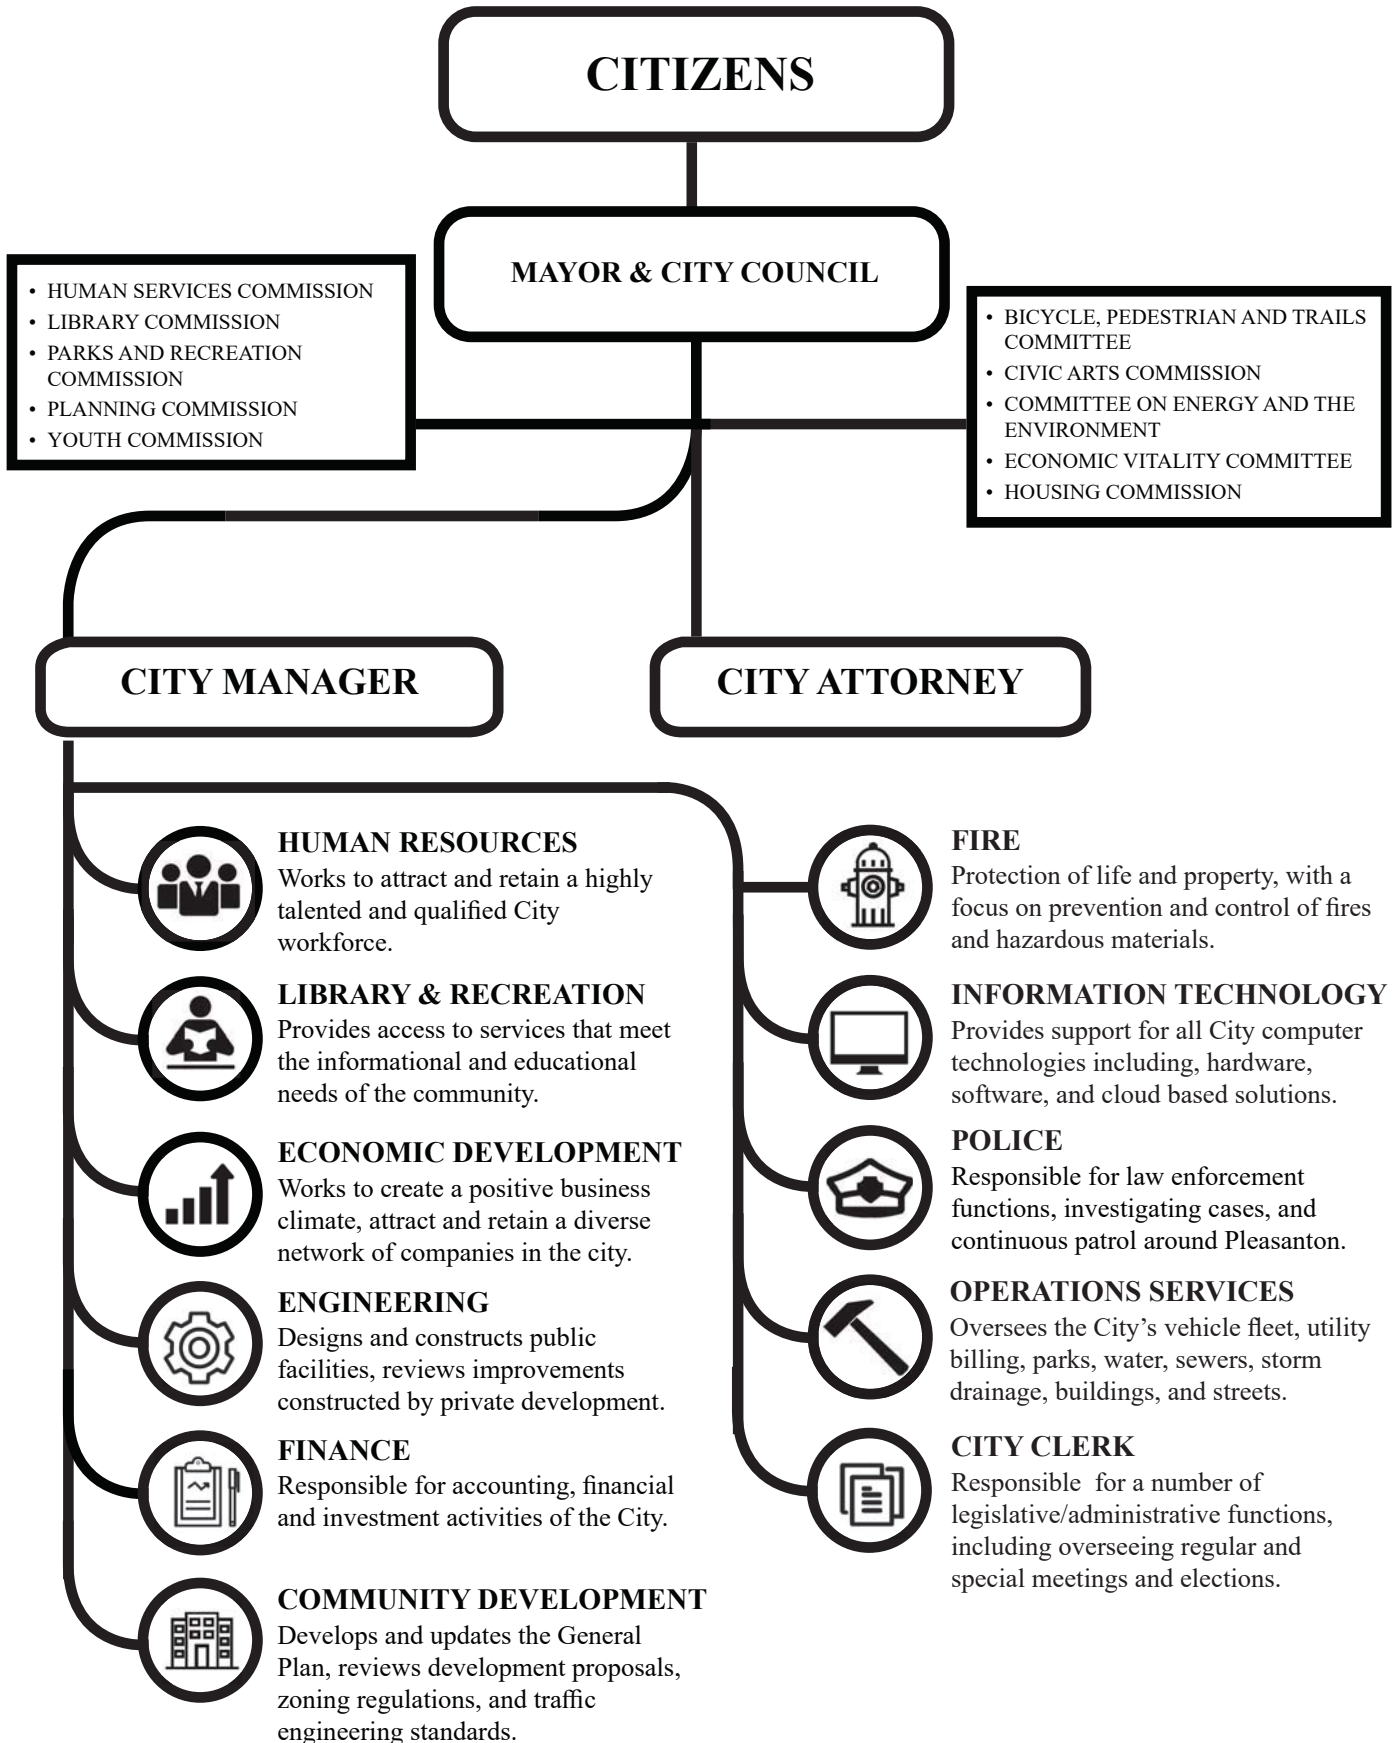 CITIZENS
MAYOR & CITY COUNCIL
• HUMAN SERVICES COMMISSION
• LIBRARY COMMISSION
• PARKS AND RECREATION
COMMISSION
• PLANNING COMMISSION
• YOUTH COMMISSION
• BICYCLE, PEDESTRIAN AND TRAILS
COMMITTEE
• CIVIC ARTS COMMISSION
• COMMITTEE ON ENERGY AND THE
ENVIRONMENT
• ECONOMIC VITALITY COMMITTEE
• HOUSING COMMISSION
CITY MANAGER
CITY ATTORNEY
HUMAN RESOURCES
Works to attract and retain a highly
talented and qualified City
workforce.
LIBRARY & RECREATION
Provides access to services that meet
the informational and educational
needs of the community.
ECONOMIC DEVELOPMENT
Works to create a positive business
climate, attract and retain a diverse
network of companies in the city.
ENGINEERING
Designs and constructs public
facilities, reviews improvements
constructed by private development.
FINANCE
Responsible for accounting, financial
and investment activities of the City.
COMMUNITY DEVELOPMENT
Develops and updates the General
Plan, reviews development proposals,
zoning regulations, and traffic
engineering standards.
FIRE
Protection of life and property, with a
focus on prevention and control of fires
and hazardous materials.
INFORMATION TECHNOLOGY
Provides support for all City computer
technologies including, hardware,
software, and cloud based solutions.
POLICE
Responsible for law enforcement
functions, investigating cases, and
continuous patrol around Pleasanton.
OPERATIONS SERVICES
Oversees the City’s vehicle fleet, utility
billing, parks, water, sewers, storm
drainage, buildings, and streets.
CITY CLERK
Responsible  for a number of
legislative/administrative functions,
including overseeing regular and
special meetings and elections.